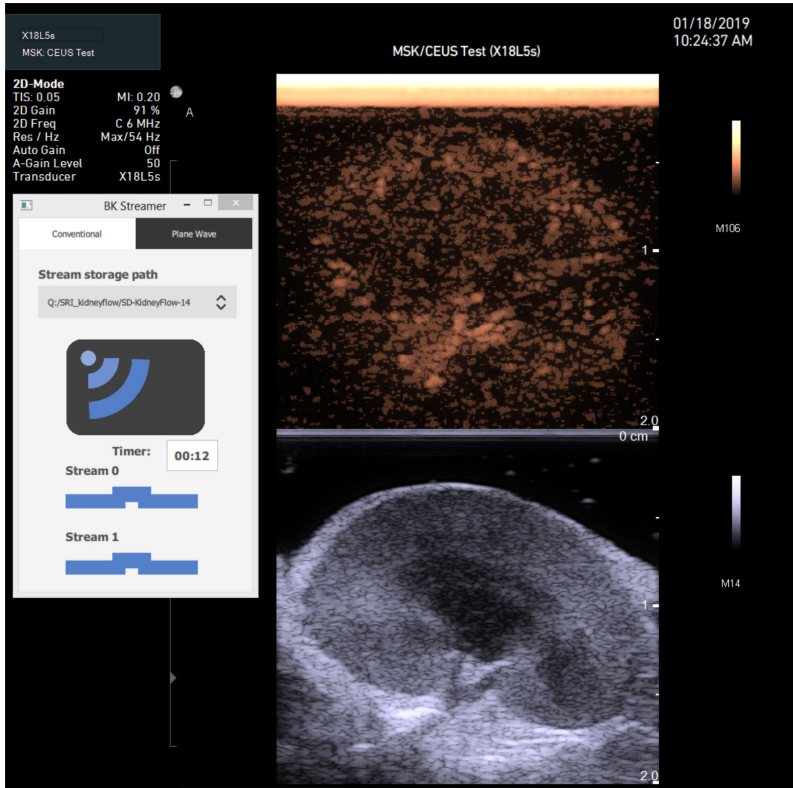 X18L5s
MSK: CEUS Test
MSK/CEUS Test (X18L5s)
01/18/2019
10:24:37 AM
2D-Mode
TIS: 0.05 MI: 0.20
2D Gain 91 %
2D Freq C 6 MHz
Res / Hz Max/54 Hz
Auto Gain Off
A-Gain Level 50
Transducer X18L5s
A
BK Streamer
Conventional Plane Wave
Stream storage path
Q:/SRI_kidneyflow/SD-KidneyFlow-14
Timer: 00:12
Stream 0
Stream 1
M106
1
2.0
0 cm
M14
1
2.0